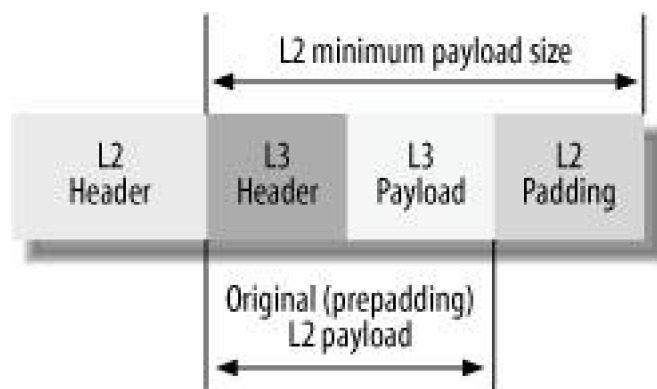 L2 minimum payload size
L2
Header
L3
Header
L3
Payload
L2
Padding
Original (prepadding)
L2 payload